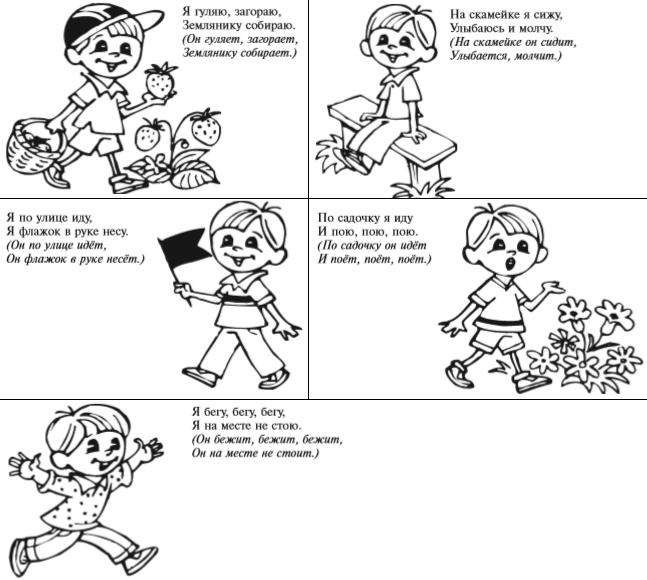 Я гуляю, загораю,
Землянику собираю.
(Он гуляет, загорает,
Землянику собирает.)
На скамейке я сижу,
Улыбаюсь и молчу.
(На скамейке он сидит,
Улыбается, молчит.)
Я по улице иду,
Я флажок в руке несу.
(Он по улице идёт,
Он флажок в руке несёт.)
По садочку я иду
И пою, пою, пою.
(По садочку он идёт
И поёт, поёт, поёт.)
Я бегу, бегу, бегу,
Я на месте не стою.
(Он бежит, бежит, бежит,
Он на месте не стоит.)